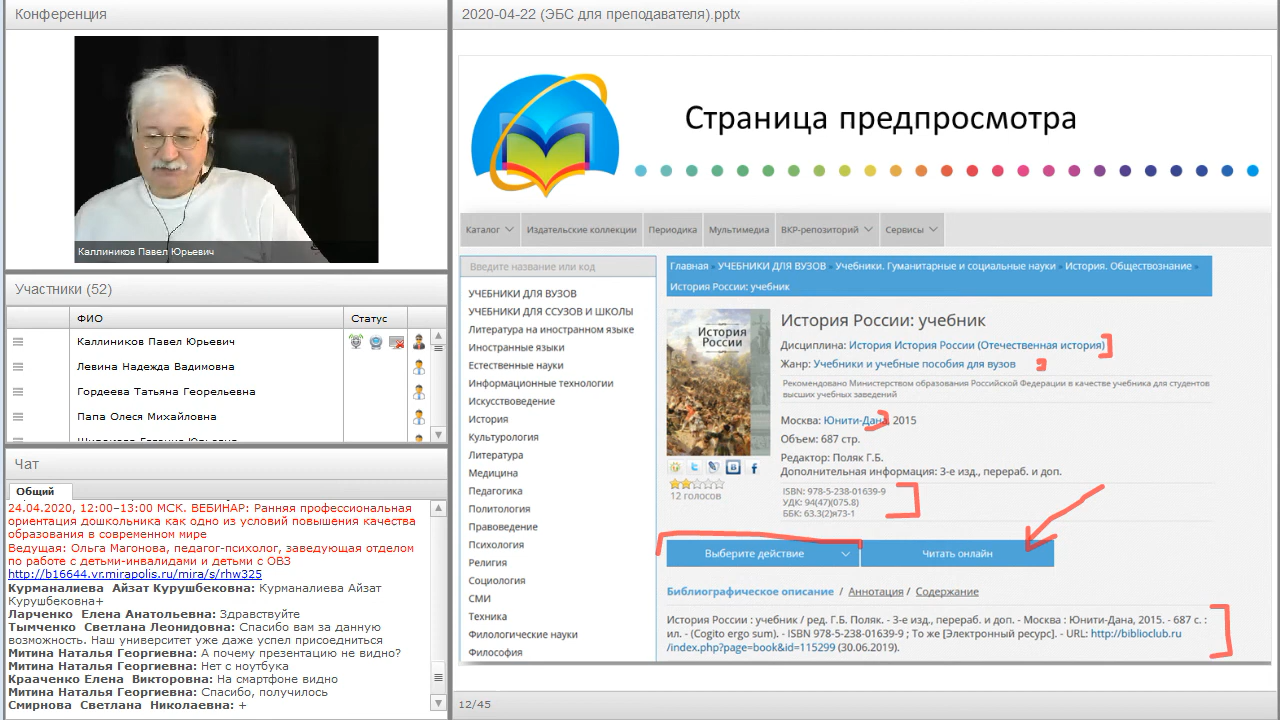 Конференция
Каллиников Павел Юрьевич
Участники (52)
ФИО
Статус
Каллиников Павел Юрьевич
Левина Надежда Вадимовна
Гордеева Татьяна Георельевна
Папа Олеся Михайловна
Чат
Общий
ориентация дошкольника как одно из условий повышения качества
образования в современном мире
Ведущая: Ольга Магонова, педагог-психолог, заведующая отделом
по работе с детьми-инвалидами и детьми с ОВЗ
http://b16644.vr.mirapolis.ru/mira/s/rhw325
Курманалиева Айзат Курушбековна: Курманалиева Айзат
Курушбековна+
Ларченко Елена Анатольевна: Здравствуйте
Тымченко Светлана Леонидовна: Спасибо вам за данную
возможность. Наш университет уже даже успел присоедниться
Митина Наталья Георгиевна: А почему презентацию не видно?
Митина Наталья Георгиевна: Нет с ноутбука
Крааченко Елена Викторовна: На смартфоне видно
Митина Наталья Георгиевна: Спасибо, получилось
Смирнова Светлана Николаевна: +
2020-04-22 (ЭБС для преподавателя).pptx
Страница предпросмотра
Каталог
Издательские коллекции
Периодика
Мультимедиа
ВКР-репозиторий
Сервисы
Введите название или код
УЧЕБНИКИ ДЛЯ ВУЗОВ
УЧЕБНИКИ ДЛЯ ССУЗОВ И ШКОЛЫ
Литература на иностранном языке
Иностранные языки
Естественные науки
Информационные технологии
Искусствоведение
История
Культурология
Литература
Медицина
Педагогика
Политология
Правоведение
Психология
Религия
Социология
СМИ
Техника
Филологические науки
Философия
Главная » УЧЕБНИКИ ДЛЯ ВУЗОВ » Учебники. Гуманитарные и социальные науки » История. Обществознание »
История России: учебник
История России
12 голосов
История России: учебник
Дисциплина: История История России (Отечественная история)
Жанр: Учебники и учебные пособия для вузов
Рекомендовано Министерством образования Российской Федерации в качестве учебника для студентов
высших учебных заведений
Москва: Юнити-Дана, 2015
Объем: 687 стр.
Редактор: Поляк Г.Б.
Дополнительная информация: 3-е изд., перераб. и доп.
ISBN: 978-5-238-01639-9
УДК: 94(47)(075.8)
ББК: 63.3(2)я73-1
Выберите действие
Читать онлайн
Библиографическое описание / Аннотация / Содержание
История России : учебник / ред. Г.Б. Поляк. - 3-е изд., перераб. и доп. - Москва : Юнити-Дана, 2015. - 687 с. :
ил. - (Cogito ergo sum). - ISBN 978-5-238-01639-9 ; То же [Электронный ресурс]. - URL: http://biblioclub.ru
/index.php?page=book&id=115299 (30.06.2019).
12/45